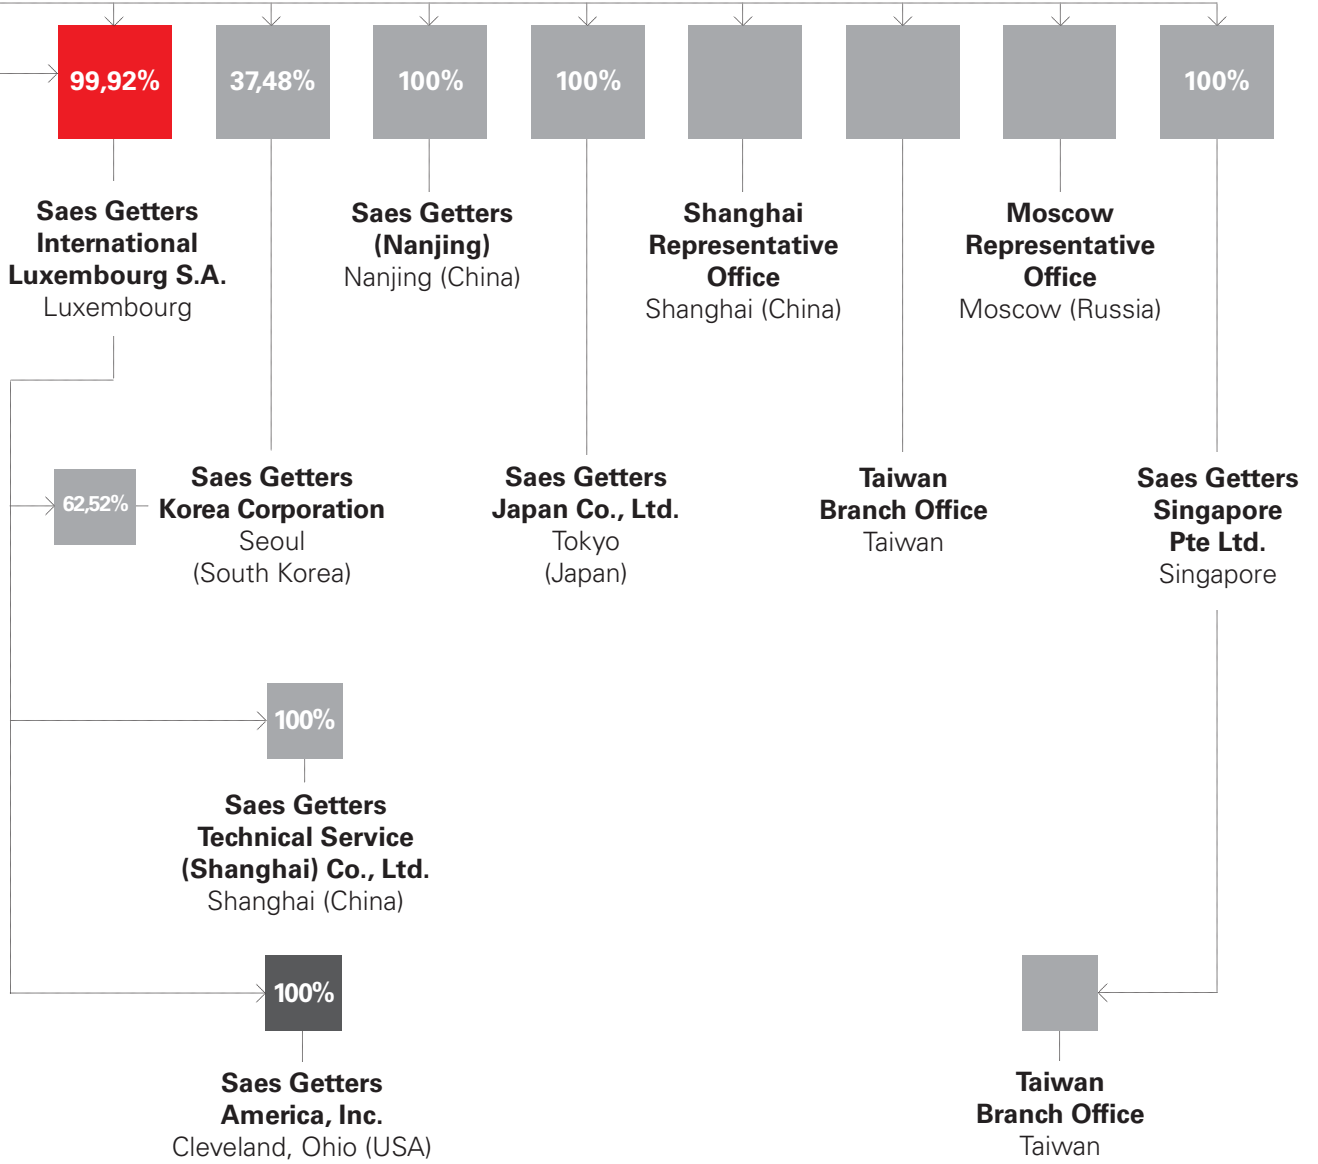 99,92%
37,48%
100%
100%
100%
Saes Getters
International
Luxembourg S.A.
Luxembourg
Saes Getters
(Nanjing)
Nanjing (China)
Shanghai
Representative
Office
Shanghai (China)
Moscow
Representative
Office
Moscow (Russia)
62,52%
Saes Getters
Korea Corporation
Seoul
(South Korea)
Saes Getters
Japan Co., Ltd.
Tokyo
(Japan)
Taiwan
Branch Office
Taiwan
Saes Getters
Singapore
Pte Ltd.
Singapore
100%
Saes Getters
Technical Service
(Shanghai) Co., Ltd.
Shanghai (China)
100%
Saes Getters
America, Inc.
Cleveland, Ohio (USA)
Taiwan
Branch Office
Taiwan